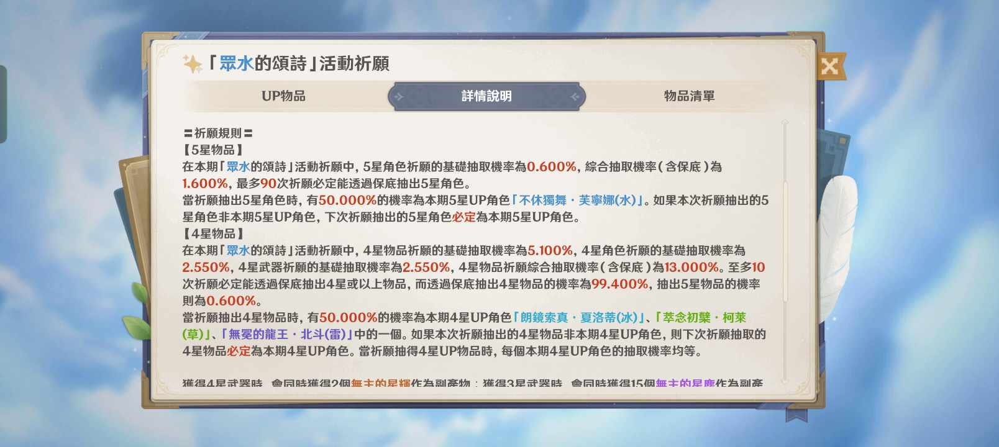 「眾水的頌詩」活動祈願
UP物品
詳情說明
物品清單
〓祈願規則〓
【5星物品】
在本期「眾水的頌詩」活動祈願中，5星角色祈願的基礎抽取機率為0.600%，綜合抽取機率（含保底）為
1.600%，最多90次祈願必定能透過保底抽出5星角色。
當祈願抽出5星角色時，有50.000%的機率為本期5星UP角色「不休獨舞・芙寧娜(水)」。如果本次祈願抽出的5
星角色非本期5星UP角色，下次祈願抽出的5星角色必定為本期5星UP角色。
【4星物品】
在本期「眾水的頌詩」活動祈願中，4星物品祈願的基礎抽取機率為5.100%，4星角色祈願的基礎抽取機率為
2.550%，4星武器祈願的基礎抽取機率為2.550%，4星物品祈願綜合抽取機率（含保底）為13.000%。至多10
次祈願必定能透過保底抽出4星或以上物品，而透過保底抽出4星物品的機率為99.400%，抽出5星物品的機率
則為0.600%。
當祈願抽出4星物品時，有50.000%的機率為本期4星UP角色「朗鏡索真・夏洛蒂(冰)」、「萃念初櫱・柯萊
(草)」、「無冕的龍王・北斗(雷)」中的一個。如果本次祈願抽出的4星物品非本期4星UP角色，則下次祈願抽取的
4星物品必定為本期4星UP角色。當祈願抽得4星UP物品時，每個本期4星UP角色的抽取機率均等。
獲得4星武器時，會同時獲得2個無主的星輝作為副產物；獲得3星武器時，會同時獲得15個無主的星塵作為副產